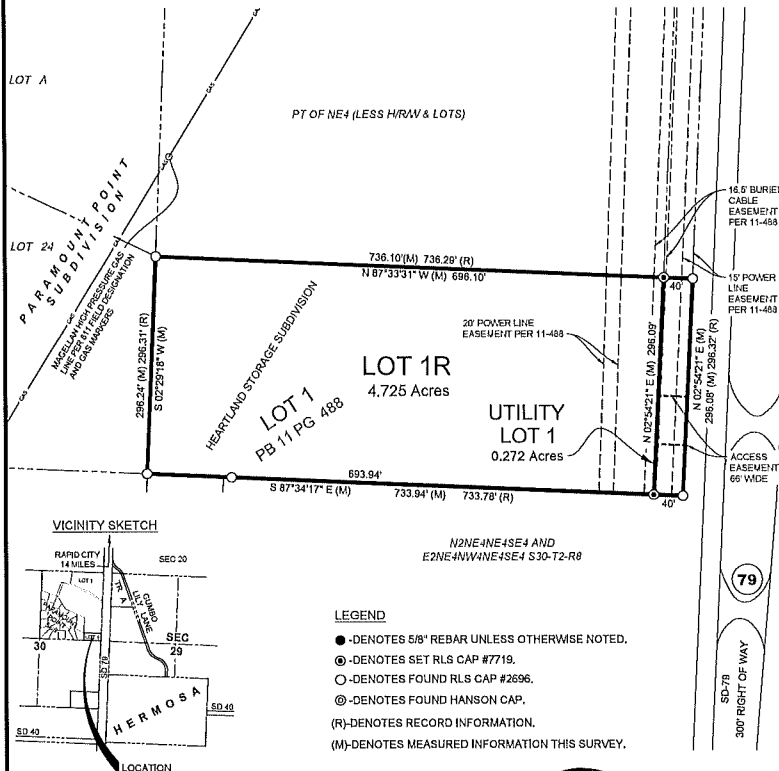 LOT A
PT OF NE4 (LESS H/R/W & LOTS)
GAS
GAS
GAS
GAS
GAS
GAS
PARAMOUNT POINT
SUBDIVISION
LOT 24
MAGELLAN HIGH PRESSURE GAS
LINE PER 811 FIELD DESIGNATION
AND GAS MARKERS
16.5' BURIED
CABLE
EASEMENT
PER 11-488
15' POWER
LINE
EASEMENT
PER 11-488
736.10'(M) 736.29' (R)
N 87°33'31" W (M) 696.10'
40'
296.24' (M) 296.31' (R)
S 02°29'18" W (M)
HEARTLAND STORAGE SUBDIVISION
20' POWER LINE
EASEMENT PER 11-488
LOT 1R
4.725 Acres
LOT 1
PB 11 PG 488
UTILITY
LOT 1
0.272 Acres
N 02°54'21" E (M) 296.09'
N 02°54'21" E (M)
296.08' (M) 296.32' (R)
ACCESS
EASEMENT
66' WIDE
693.94'
S 87°34'17" E (M) 733.94' (M) 733.78' (R)
40'
N2NE4NE4SE4 AND
E2NE4NW4NE4SE4 S30-T2-R8
79
SD-79
300' RIGHT OF WAY
VICINITY SKETCH
RAPID CITY
14 MILES
SEC 20
LOT 1
TR A
GUMBO
LILY LANE
PARAMOUNT
POINT
30
SEC
29
SD 79
HERMOSA
SD 40
SD 40
LOCATION
LEGEND
-DENOTES 5/8" REBAR UNLESS OTHERWISE NOTED.
-DENOTES SET RLS CAP #7719.
-DENOTES FOUND RLS CAP #2696.
-DENOTES FOUND HANSON CAP.
(R)-DENOTES RECORD INFORMATION.
(M)-DENOTES MEASURED INFORMATION THIS SURVEY.